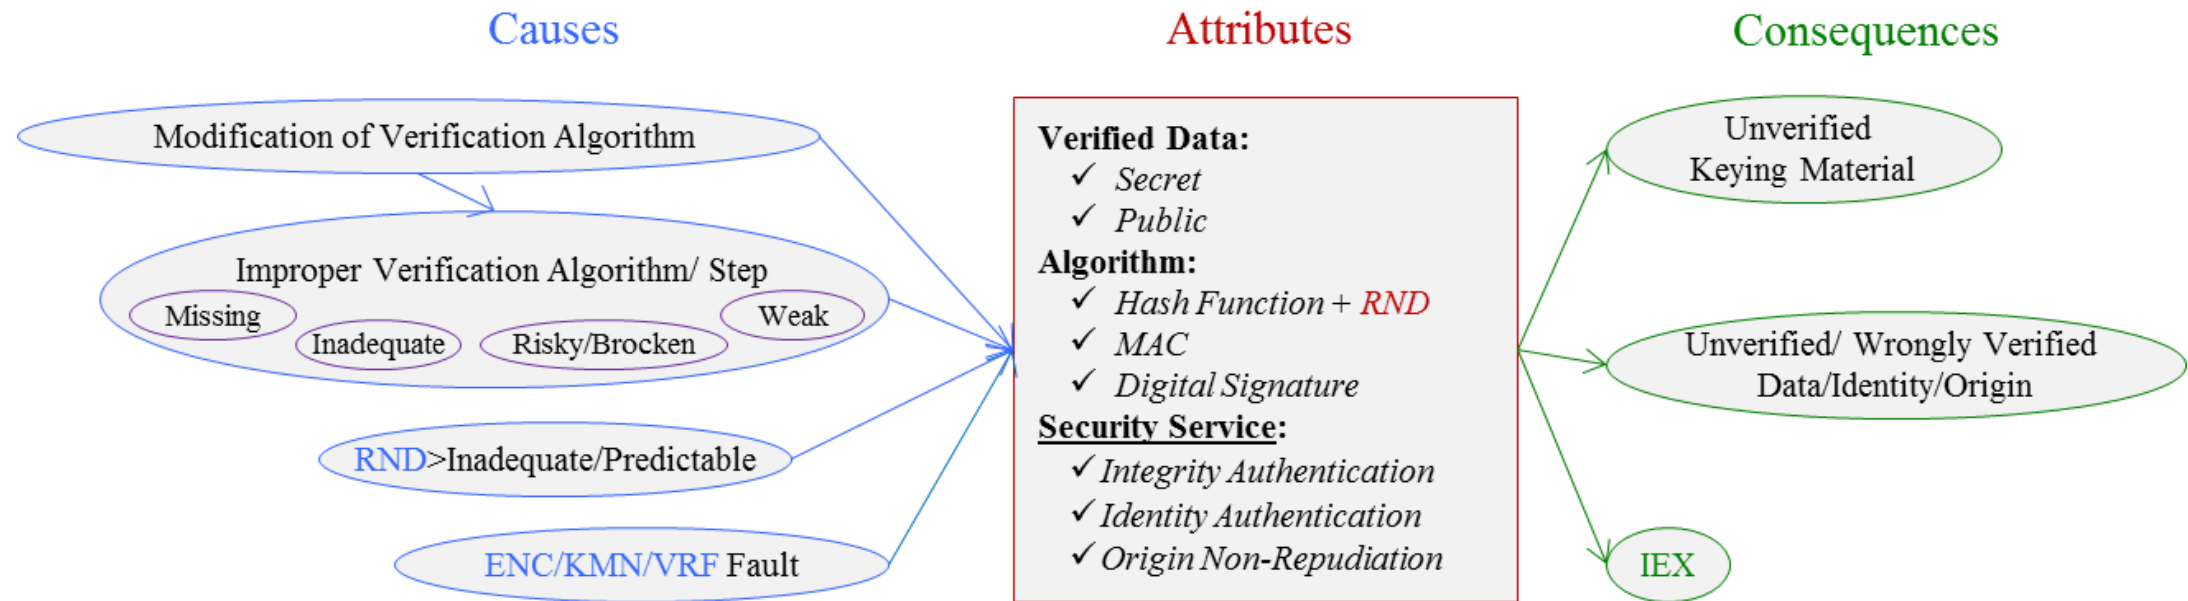 Causes
Attributes
Consequences
Modification of Verification Algorithm
Improper Verification Algorithm/ Step
Missing
Inadequate
Risky/Brocken
Weak
RND>Inadequate/Predictable
ENC/KMN/VRF Fault
Verified Data:
✓ Secret
✓ Public
Algorithm:
✓ Hash Function + RND
✓ MAC
✓ Digital Signature
Security Service:
✓ Integrity Authentication
✓ Identity Authentication
✓ Origin Non-Repudiation
Unverified
Keying Material
Unverified/ Wrongly Verified
Data/Identity/Origin
IEX